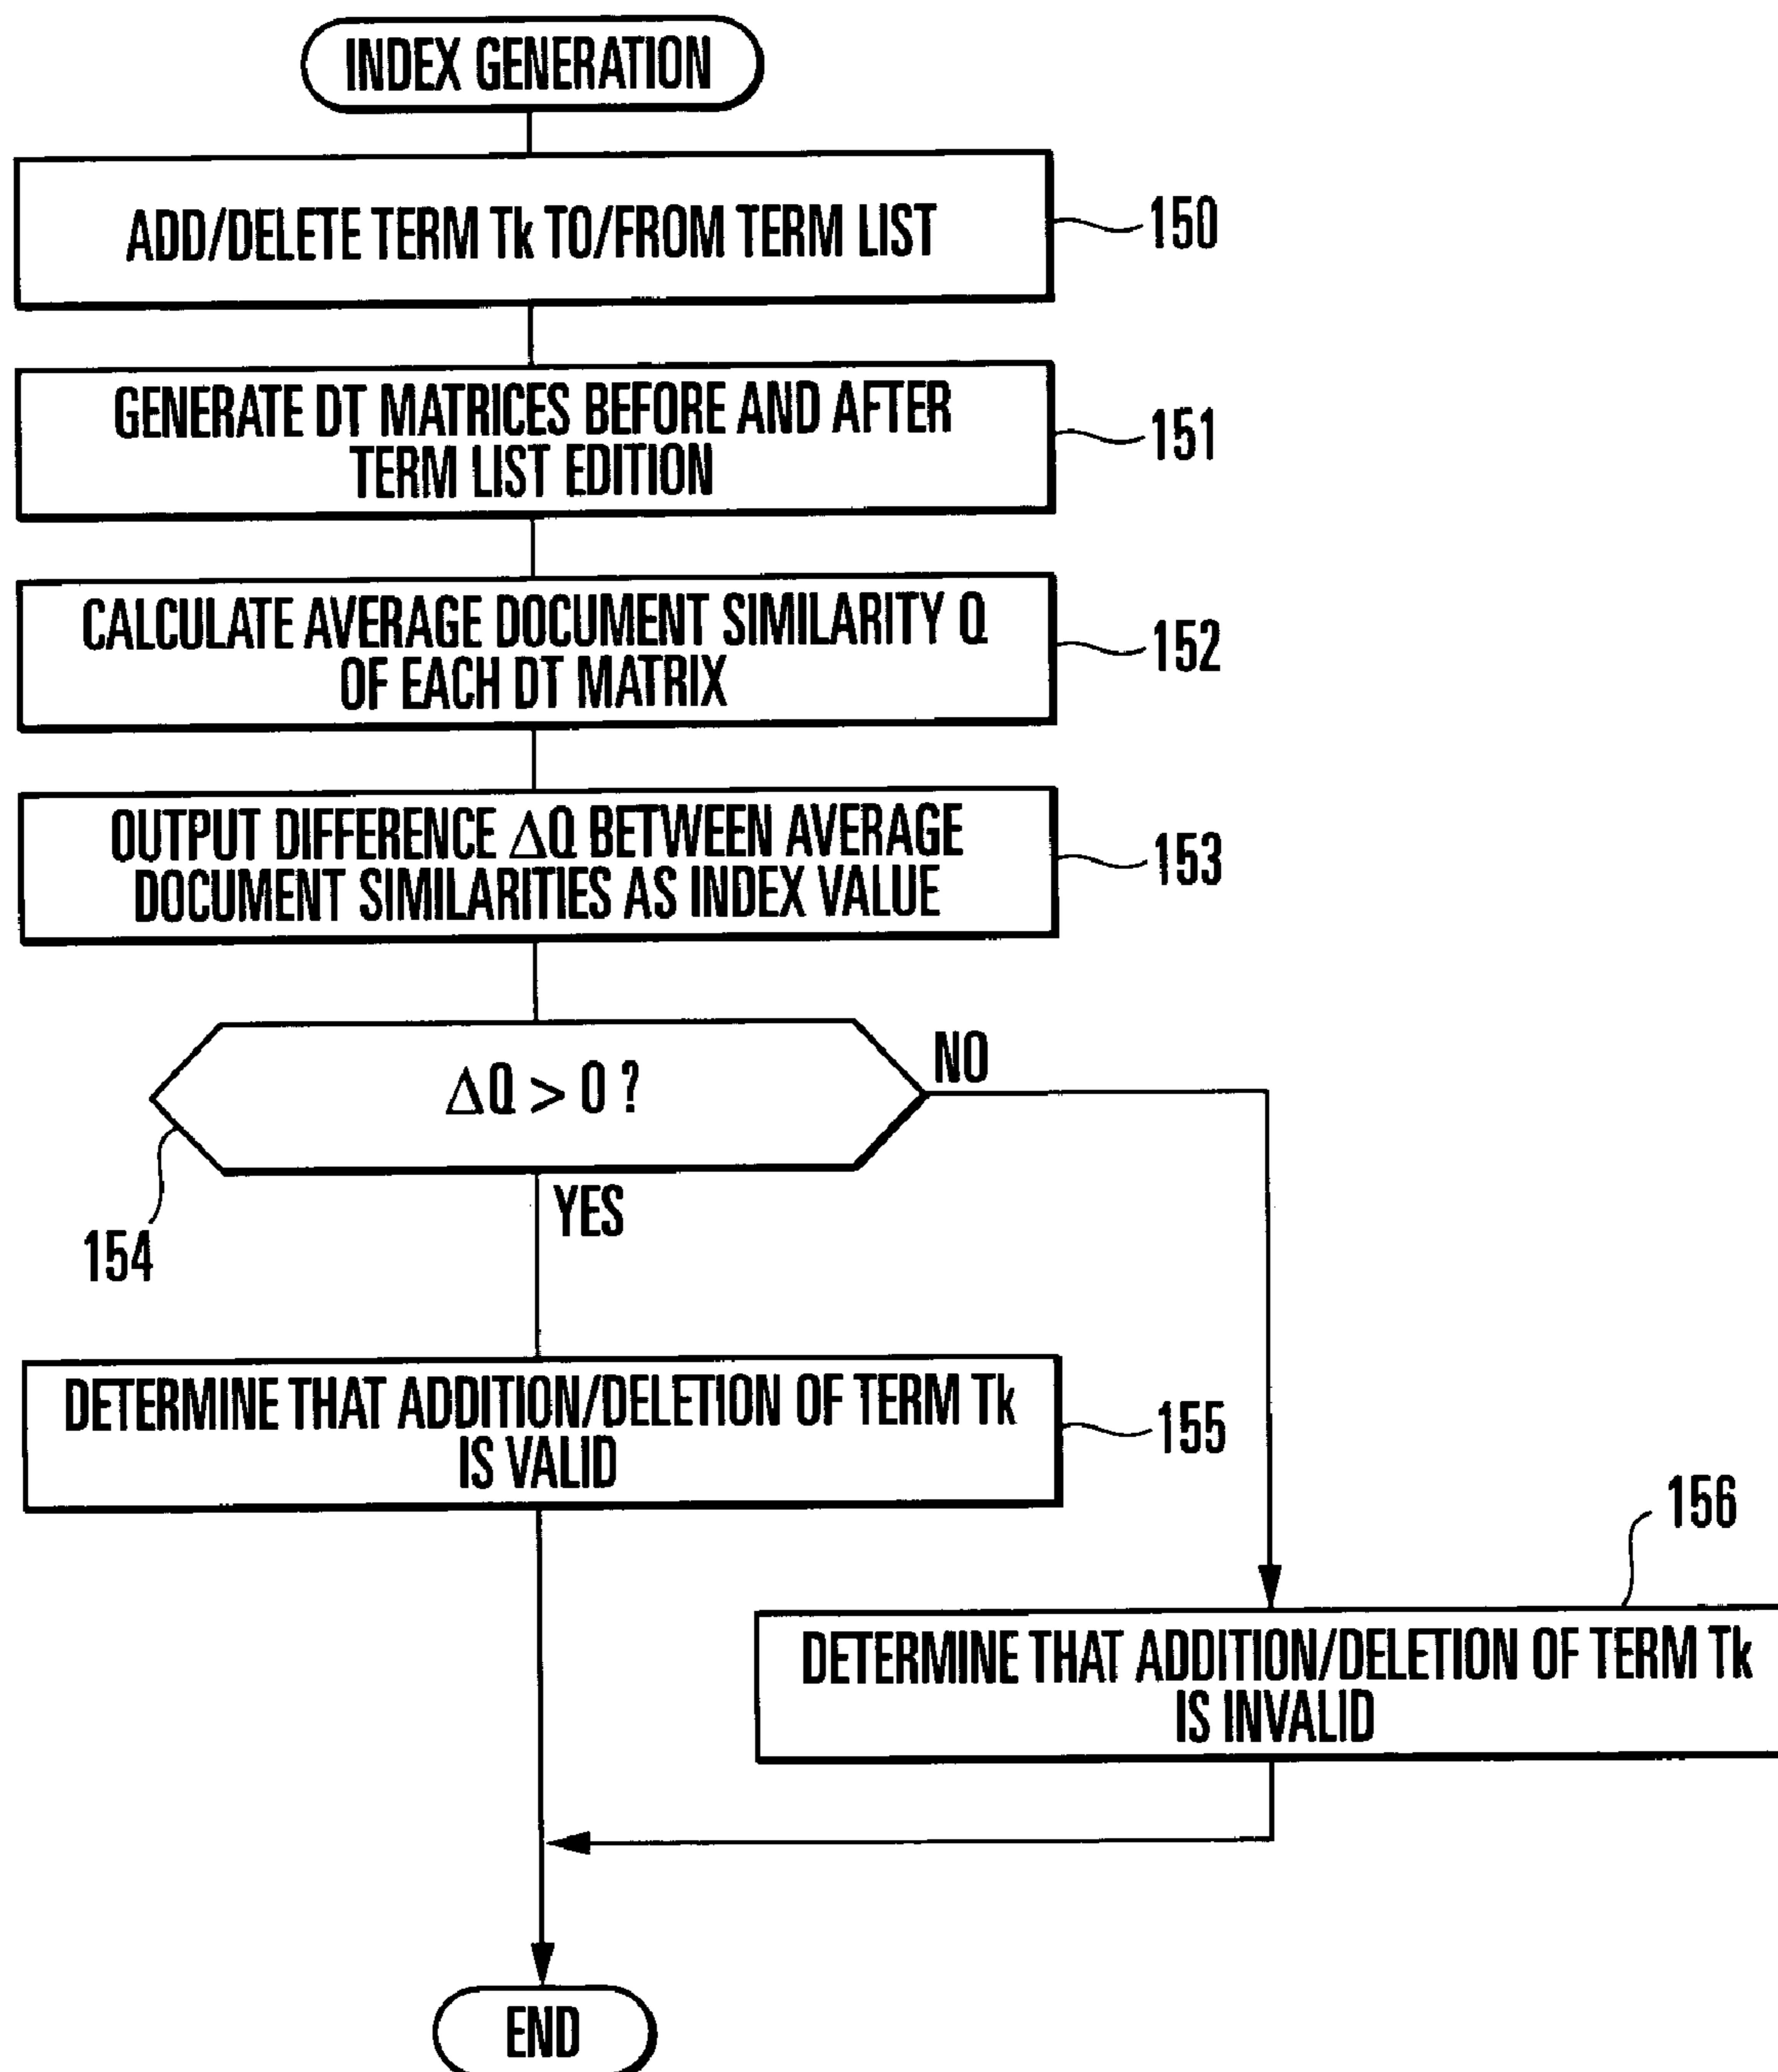 INDEX GENERATION
ADD/DELETE TERM Tk TO/FROM TERM LIST
150
GENERATE DT MATRICES BEFORE AND AFTER
TERM LIST EDITION
151
CALCULATE AVERAGE DOCUMENT SIMILARITY Q
OF EACH DT MATRIX
152
OUTPUT DIFFERENCE ΔQ BETWEEN AVERAGE
DOCUMENT SIMILARITIES AS INDEX VALUE
153
ΔQ > 0 ?
NO
YES
154
DETERMINE THAT ADDITION/DELETION OF TERM Tk
IS VALID
155
156
DETERMINE THAT ADDITION/DELETION OF TERM Tk
IS INVALID
END